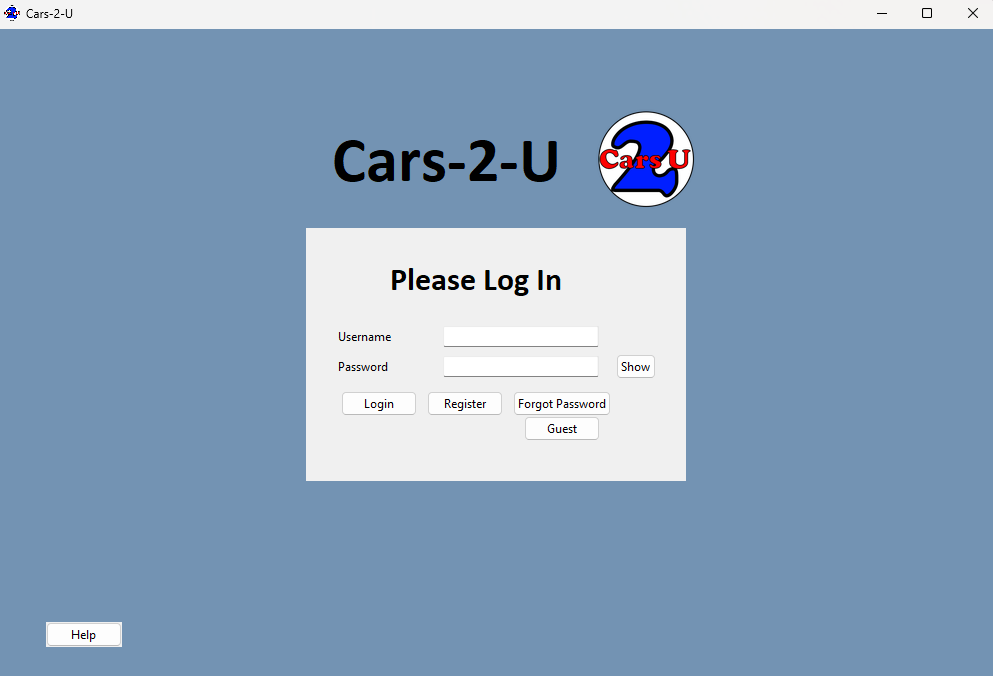 Cars-2-U
Cars-2-U
Cars 2 U
Please Log In
Username
Password
Show
Login Register Forgot Password
Guest
Help